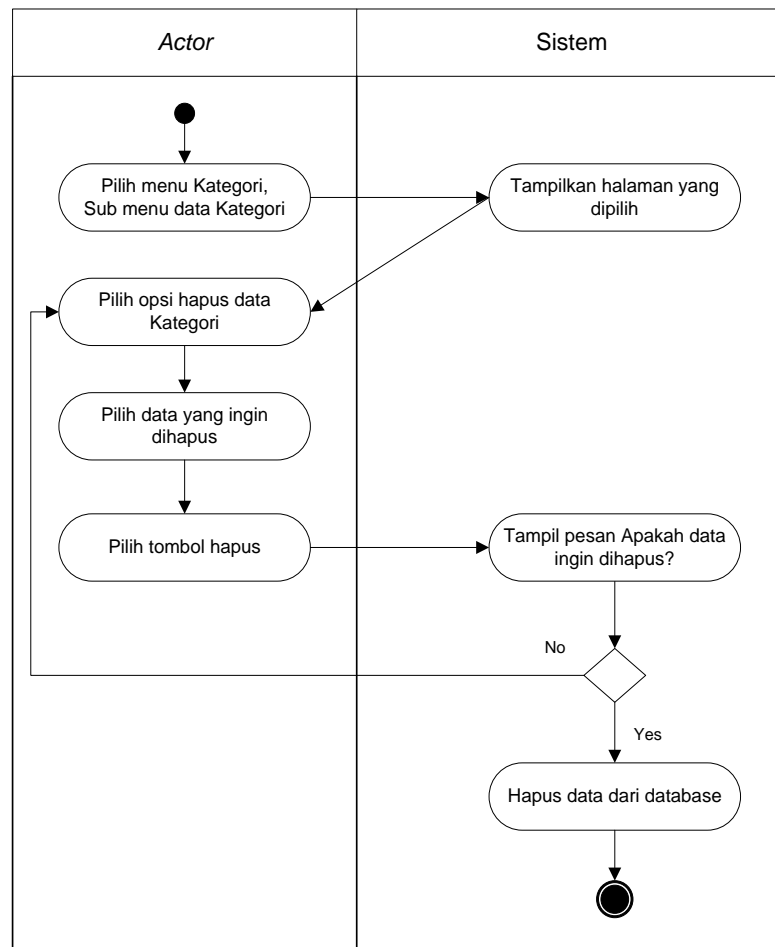 Actor
Sistem
Pilih menu Kategori,
Sub menu data Kategori
Tampilkan halaman yang
dipilih
Pilih opsi hapus data
Kategori
Pilih data yang ingin
dihapus
Pilih tombol hapus
Tampil pesan Apakah data
ingin dihapus?
No
Yes
Hapus data dari database